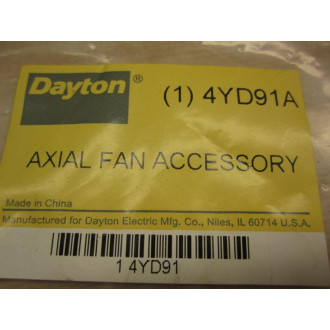 Dayton® (1) 4YD91A
AXIAL FAN ACCESSORY
Made in China
Manufactured for Dayton Electric Mfg. Co., Niles, IL 60714 U.S.A.
1 4YD91